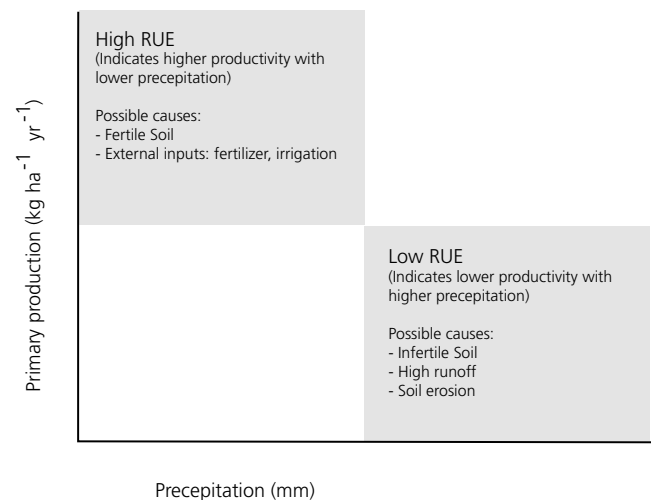 High RUE
(Indicates higher productivity with
lower precepitation)
Possible causes:
- Fertile Soil
- External inputs: fertilizer, irrigation
Low RUE
(Indicates lower productivity with
higher precepitation)
Possible causes:
- Infertile Soil
- High runoff
- Soil erosion
Primary production (kg ha⁻¹ yr⁻¹)
Precepitation (mm)